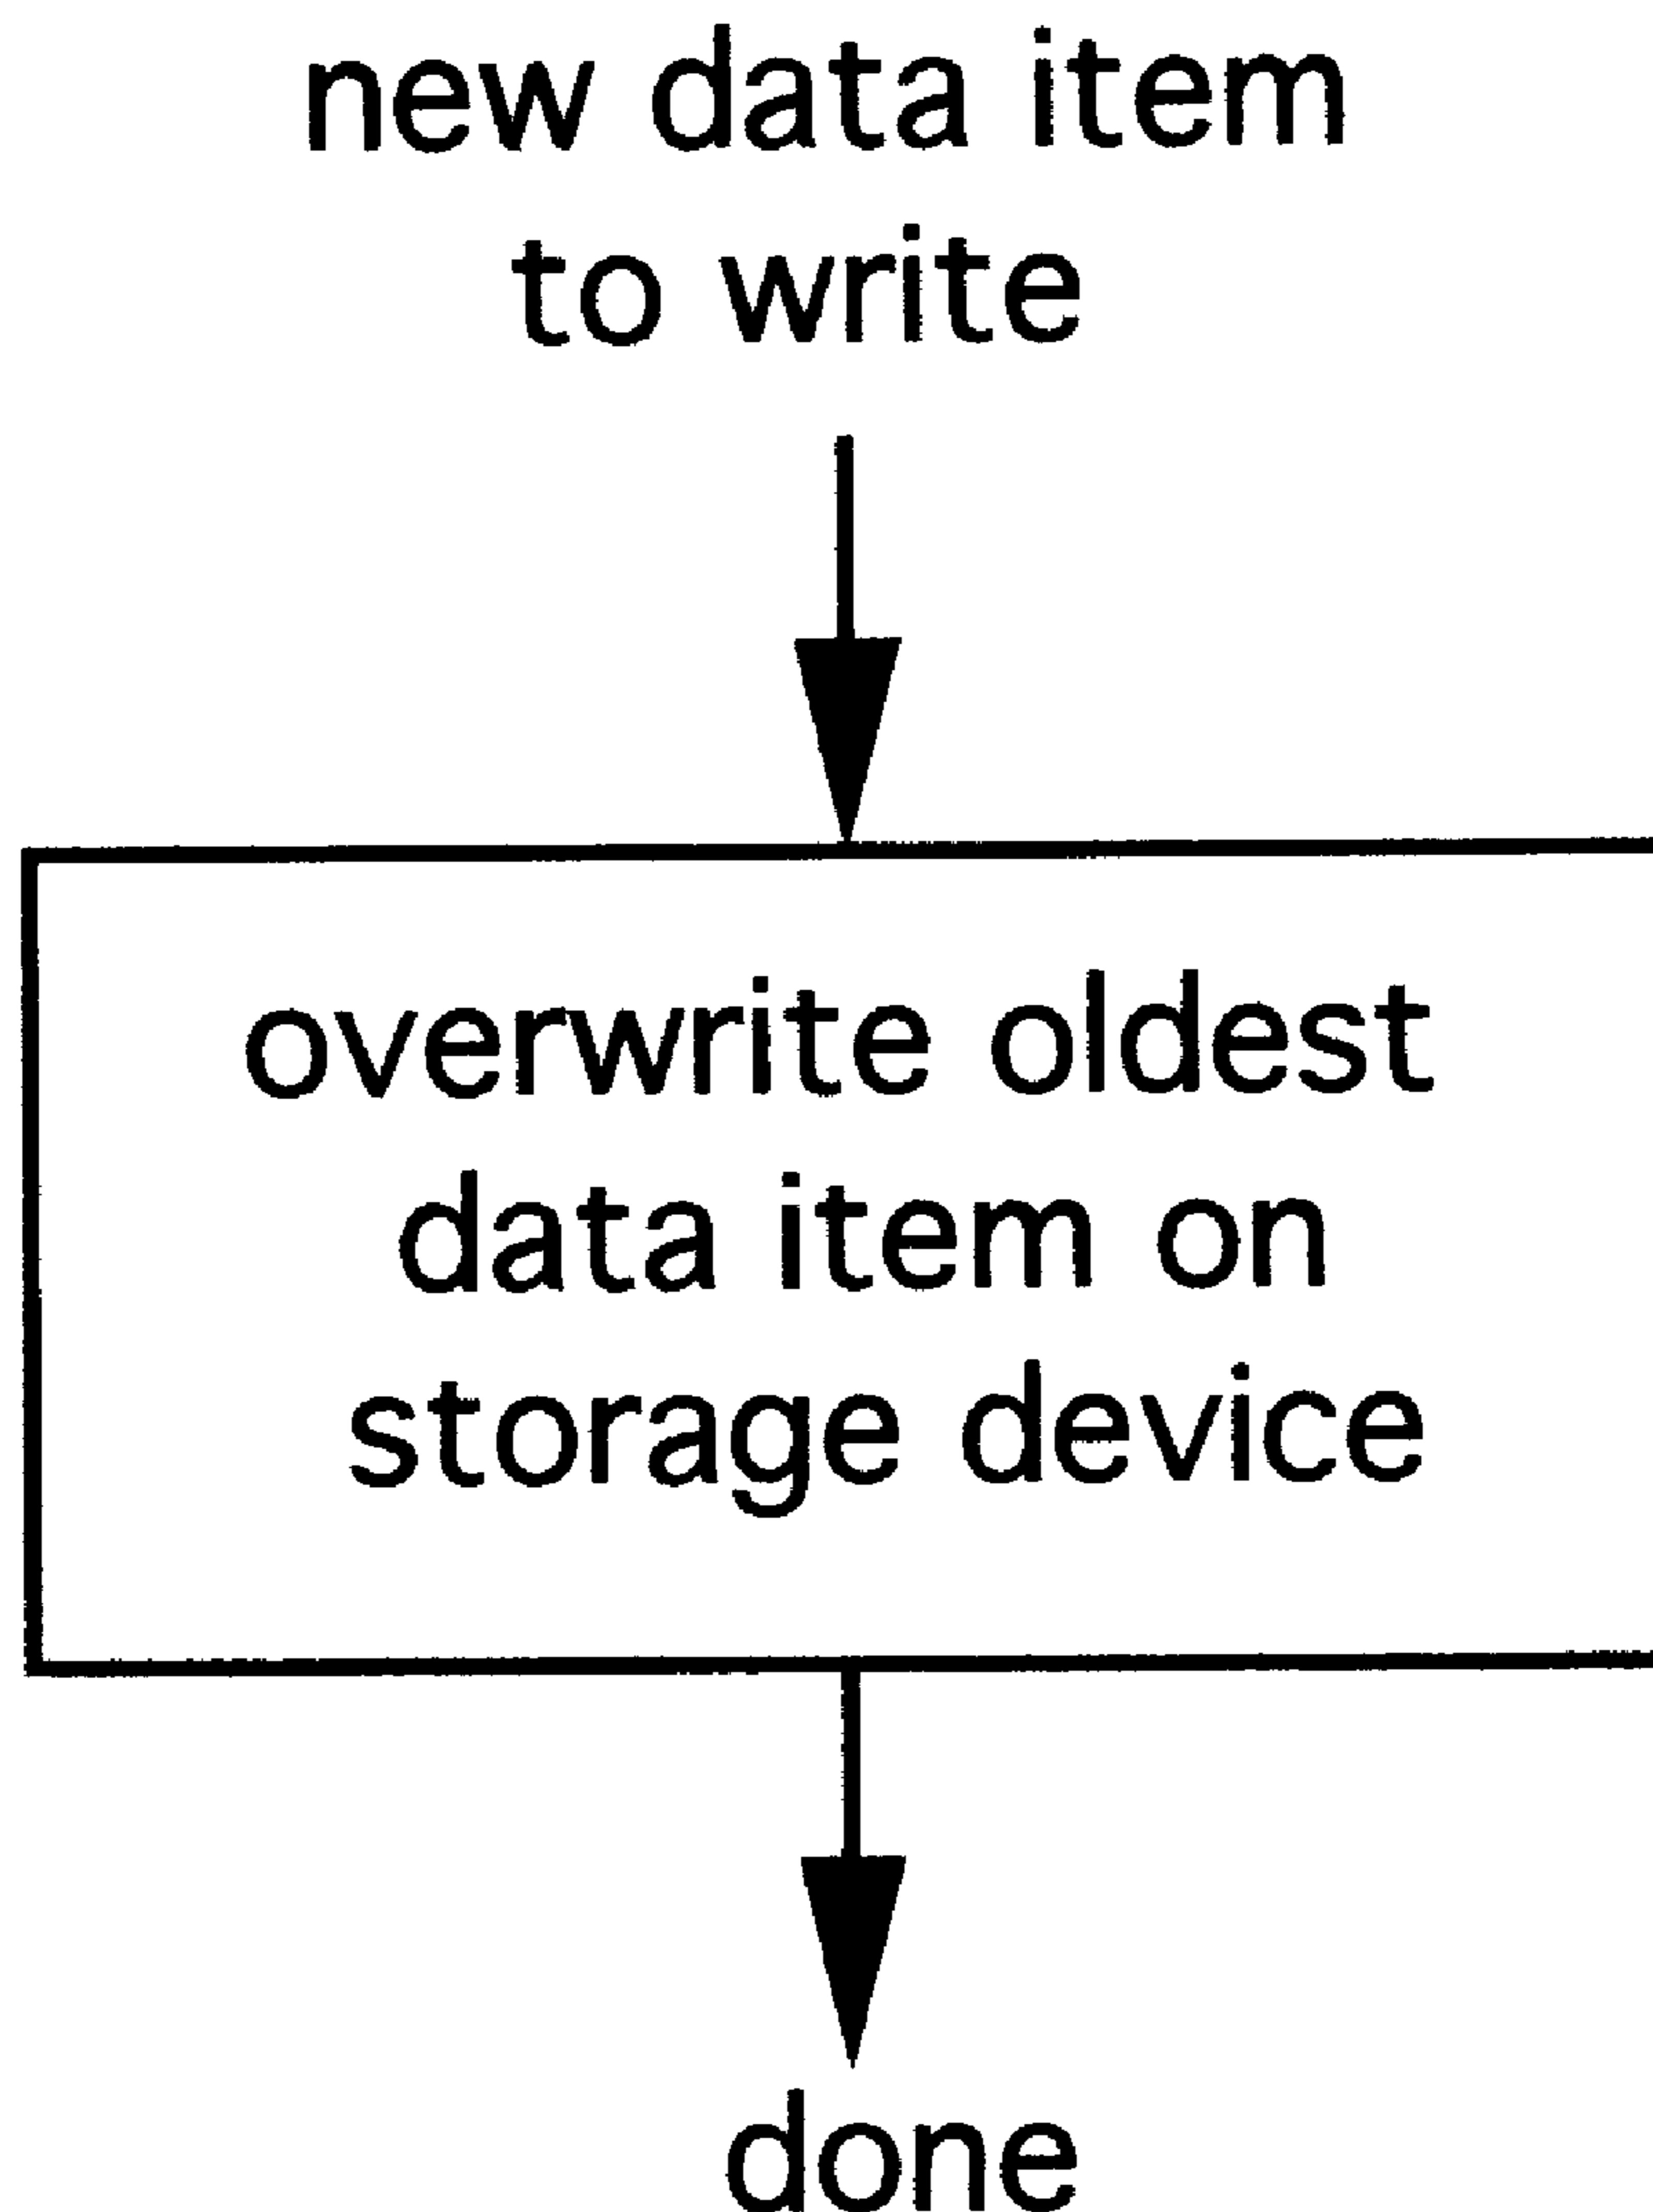 new data item
to write
overwrite oldest
data item on
storage device
done